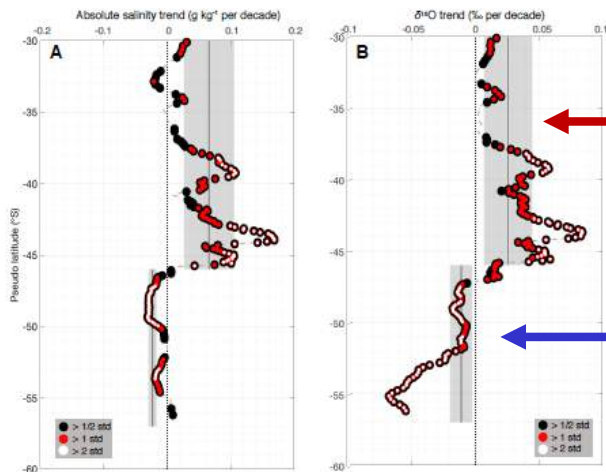 Absolute salinity trend (g kg⁻¹ per decade)
-0.1 0 0.1 0.2
A
-30
-35
-40
-45
-50
-55
-60
Pseudo latitude (°S)
> 1/2 std
> 1 std
> 2 std
δ¹⁸O trend (‰ per decade)
-0.1 -0.05 0 0.05 0.1
B
-30
-35
-40
-45
-50
-55
-60
> 1/2 std
> 1 std
> 2 std